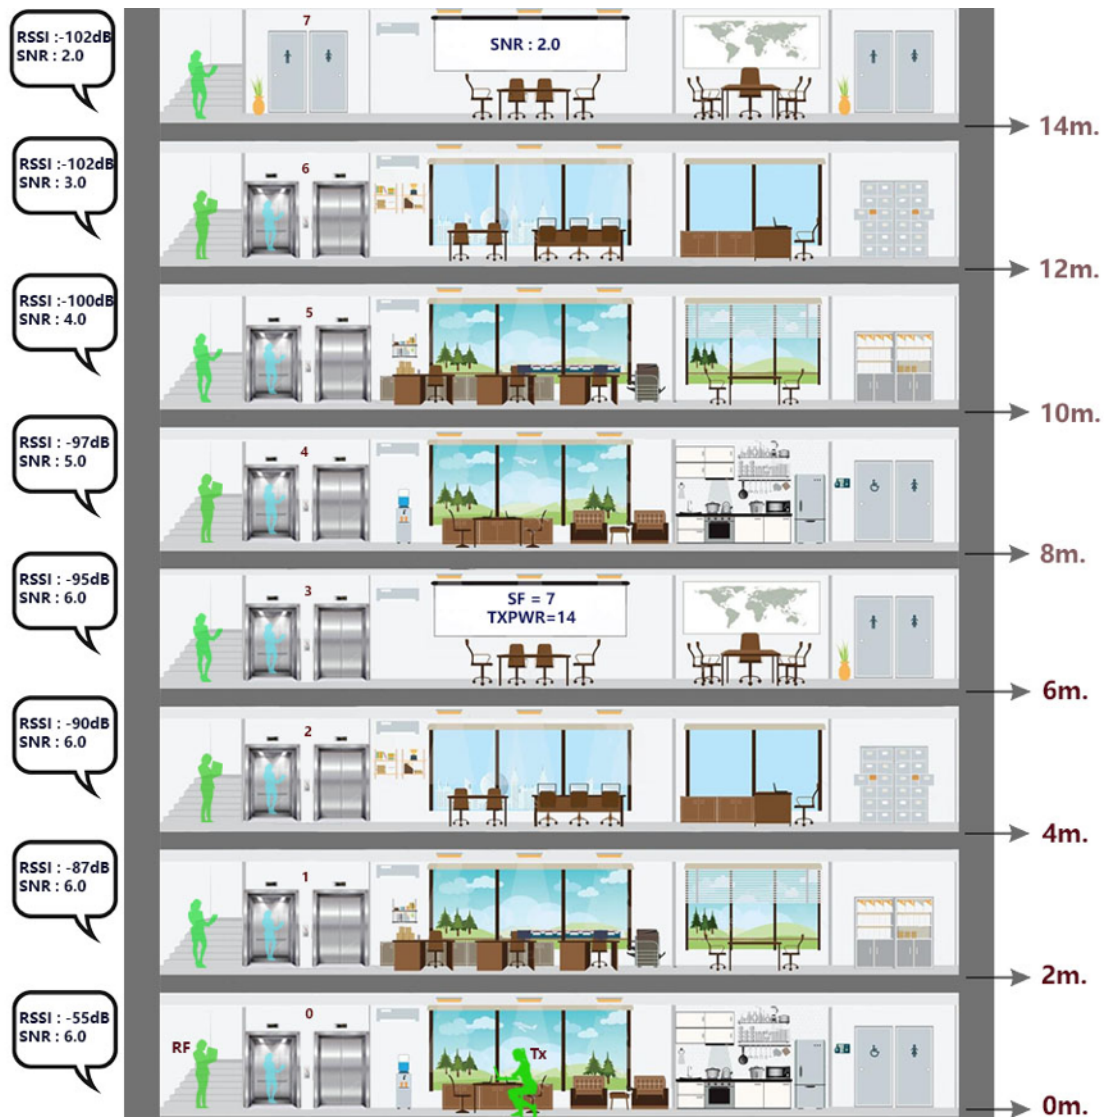 RSSI :-102dB
SNR : 2.0
7
SNR : 2.0
14m.
RSSI :-102dB
SNR : 3.0
6
12m.
RSSI :-100dB
SNR : 4.0
5
10m.
RSSI : -97dB
SNR : 5.0
4
8m.
RSSI : -95dB
SNR : 6.0
3
SF = 7
TXPWR=14
6m.
RSSI : -90dB
SNR : 6.0
2
4m.
RSSI : -87dB
SNR : 6.0
1
2m.
RSSI : -55dB
SNR : 6.0
0
RF
Tx
0m.